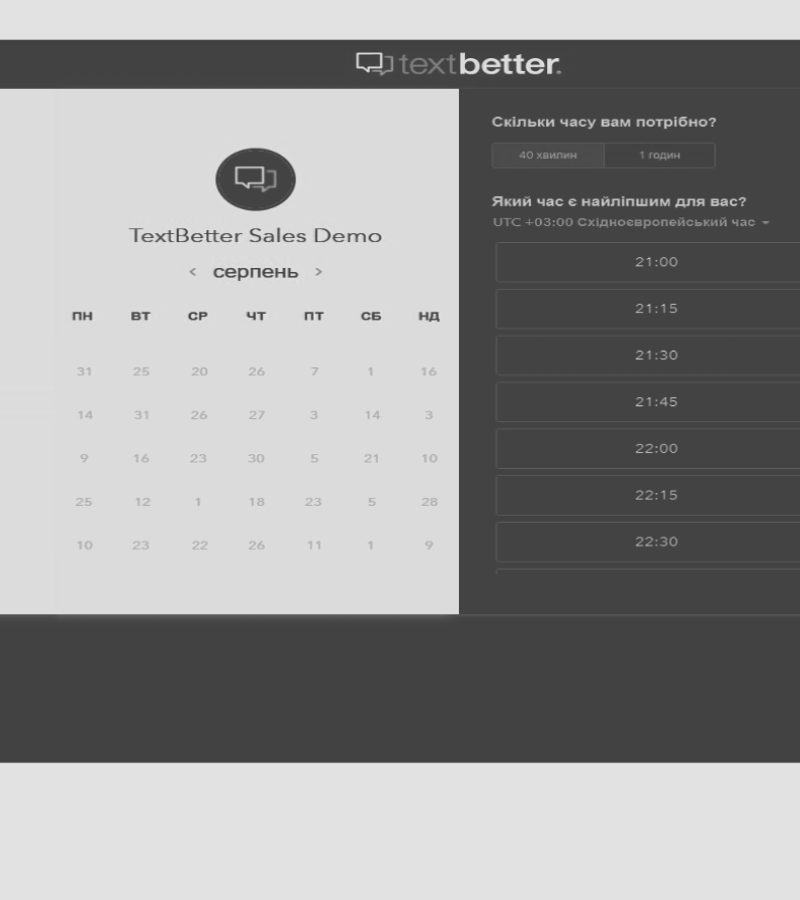 textbetter.
TextBetter Sales Demo
< серпень >
ПН ВТ СР ЧТ ПТ СБ НД
31 25 20 26 7 1 16
14 31 26 27 3 14 3
9 16 23 30 5 21 10
25 12 1 18 23 5 28
10 23 22 26 11 1 9
Скільки часу вам потрібно?
40 хвилин 1 годин
Який час є найліпшим для вас?
UTC +03:00 Східноєвропейський час
21:00
21:15
21:30
21:45
22:00
22:15
22:30